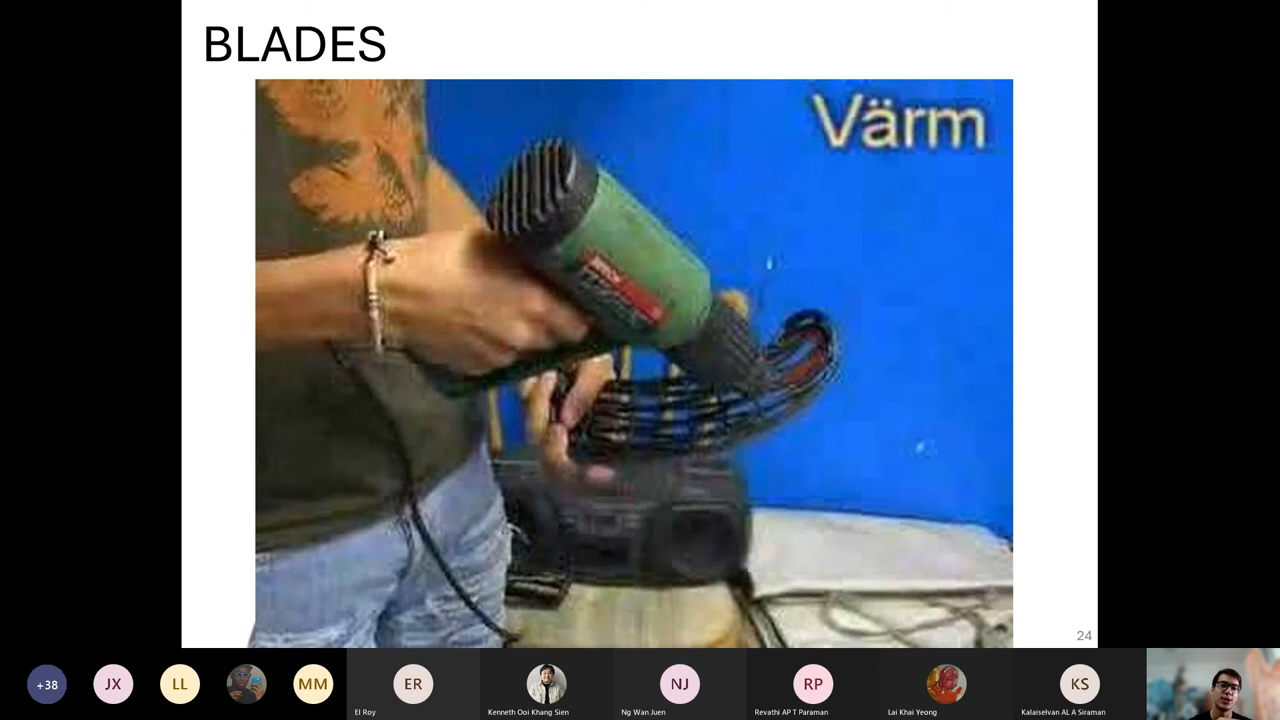 BLADES
Värm
24
+38
JX
LL
MM
ER
NJ
RP
KS
El Roy
Kenneth Ooi Khang Sien
Ng Wan Juen
Revathi AP T Paraman
Lai Khai Yeong
Kalaiselvan AL A Siraman